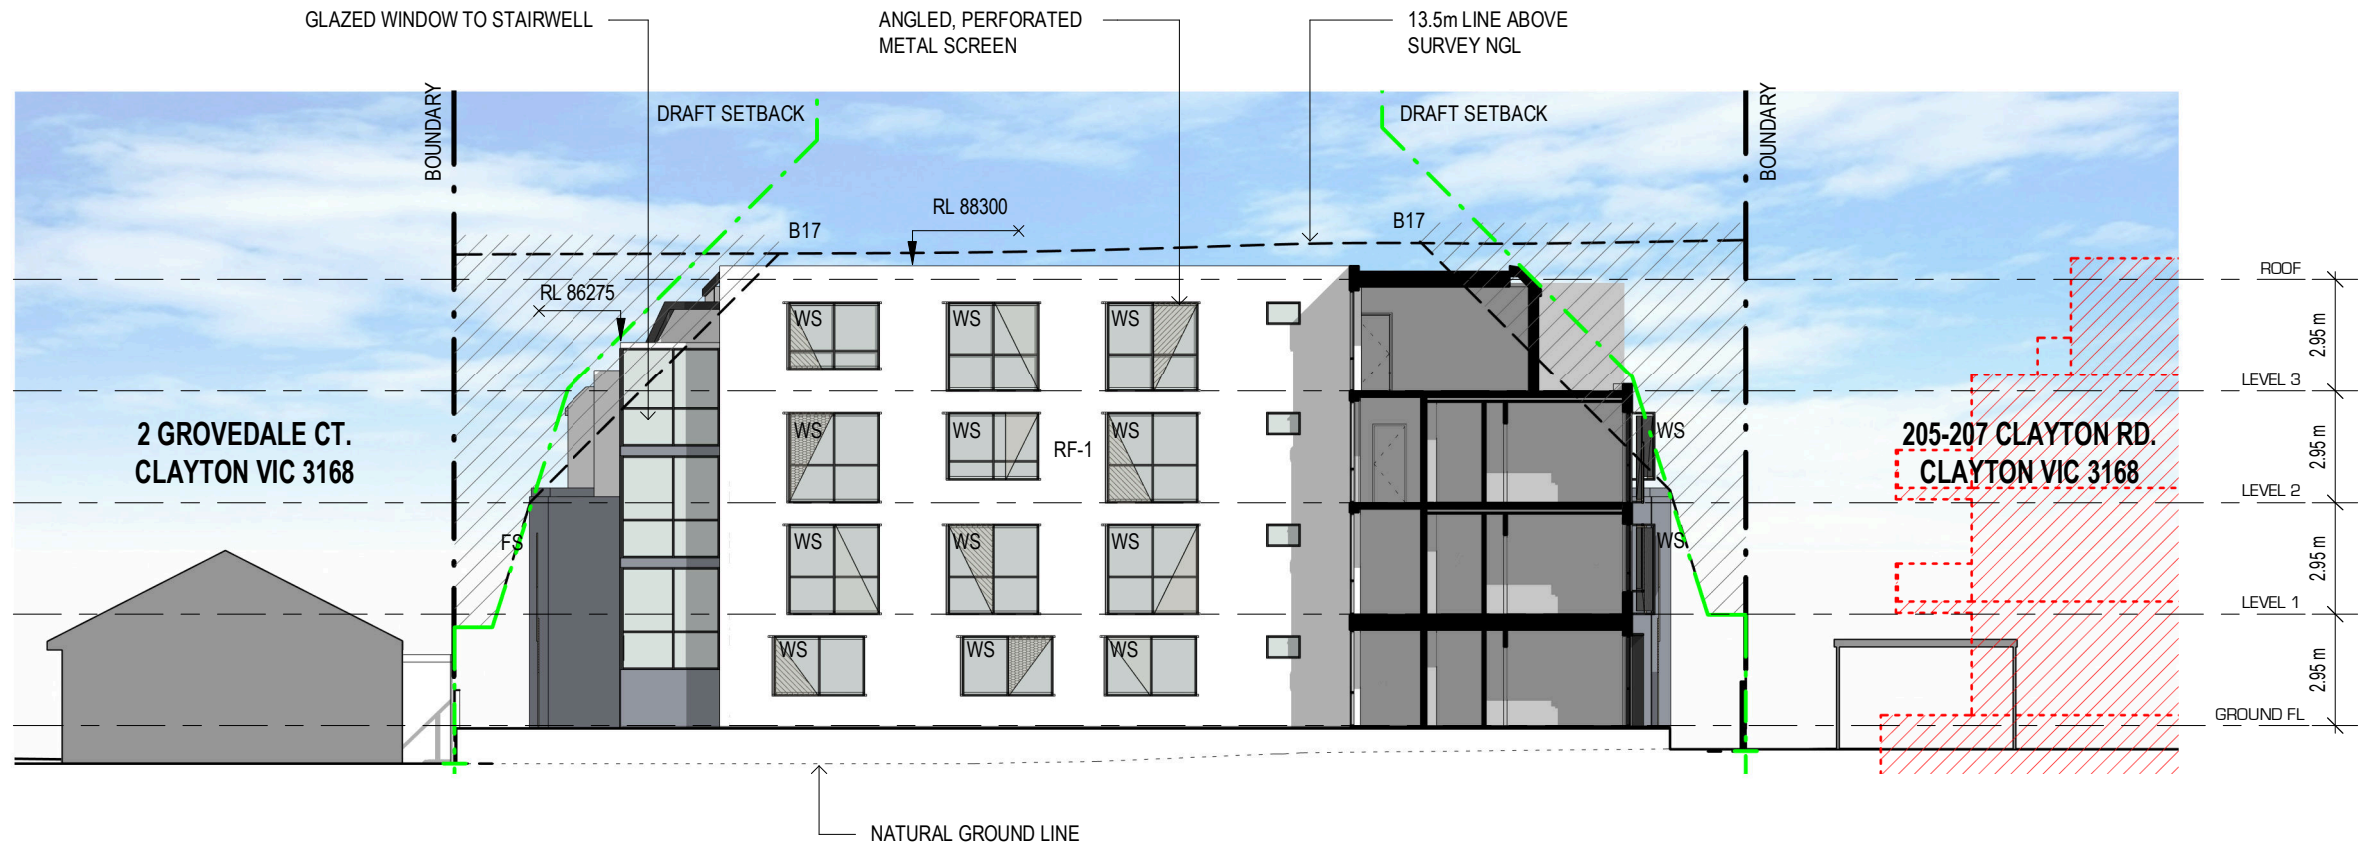 GLAZED WINDOW TO STAIRWELL
ANGLED, PERFORATED
METAL SCREEN
13.5m LINE ABOVE
SURVEY NGL
BOUNDARY
DRAFT SETBACK
DRAFT SETBACK
BOUNDARY
RL 88300
B17
B17
RL 86275
ROOF
WS
WS
WS
2.95 m
LEVEL 3
2 GROVEDALE CT.
CLAYTON VIC 3168
WS
WS
RF-1
WS
WS
205-207 CLAYTON RD.
CLAYTON VIC 3168
2.95 m
LEVEL 2
FS
WS
WS
WS
WS
2.95 m
LEVEL 1
WS
WS
WS
2.95 m
GROUND FL
NATURAL GROUND LINE